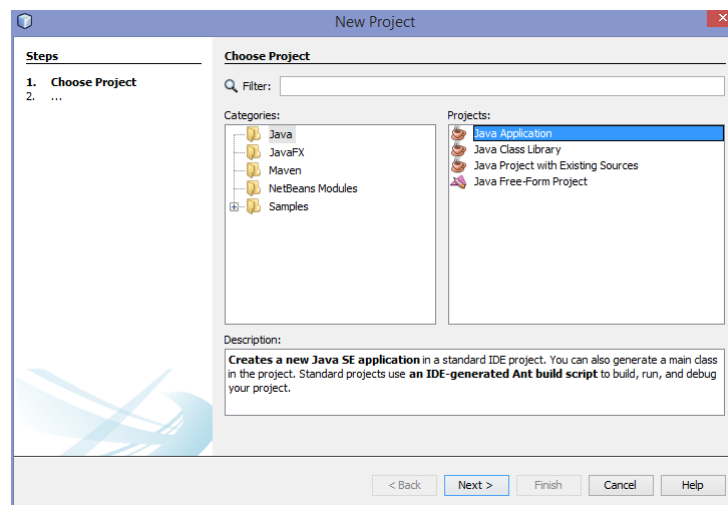 New Project
Steps
1. Choose Project
2. ...
Choose Project
Filter:
Categories:
Java
JavaFX
Maven
NetBeans Modules
Samples
Projects:
Java Application
Java Class Library
Java Project with Existing Sources
Java Free-Form Project
Description:
Creates a new Java SE application in a standard IDE project. You can also generate a main class
in the project. Standard projects use an IDE-generated Ant build script to build, run, and debug
your project.
< Back
Next >
Finish
Cancel
Help